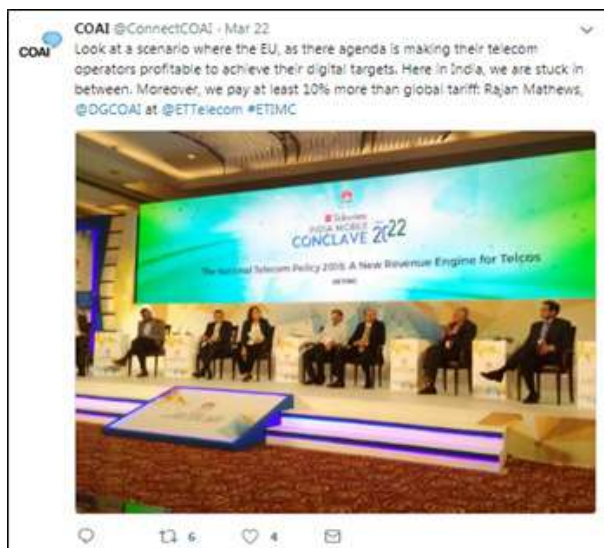 COAI @ConnectCOAI · Mar 22
COAI
Look at a scenario where the EU, as there agenda is making their telecom
operators profitable to achieve their digital targets. Here in India, we are stuck in
between. Moreover, we pay at least 10% more than global tariff: Rajan Mathews,
@DGCOAI at @ETTelecom #ETIMC
INDIA MOBILE
CONCLAVE 2022
The National Telecom Policy A New Revenue Engine for Telcos
#ETIMC
6 4